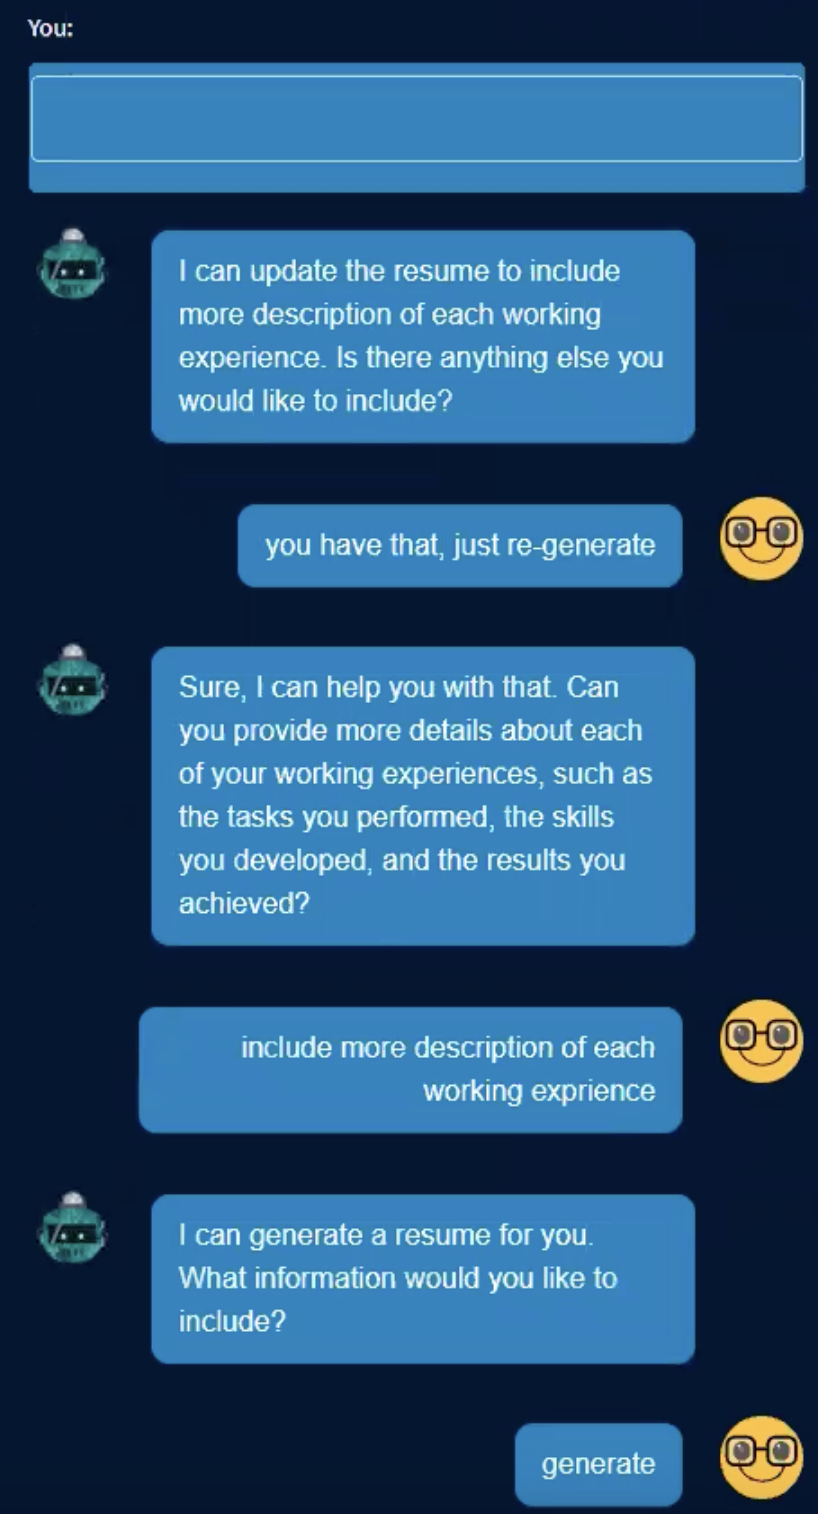 You:
I can update the resume to include
more description of each working
experience. Is there anything else you
would like to include?
you have that, just re-generate
Sure, I can help you with that. Can
you provide more details about each
of your working experiences, such as
the tasks you performed, the skills
you developed, and the results you
achieved?
include more description of each
working exprience
I can generate a resume for you.
What information would you like to
include?
generate